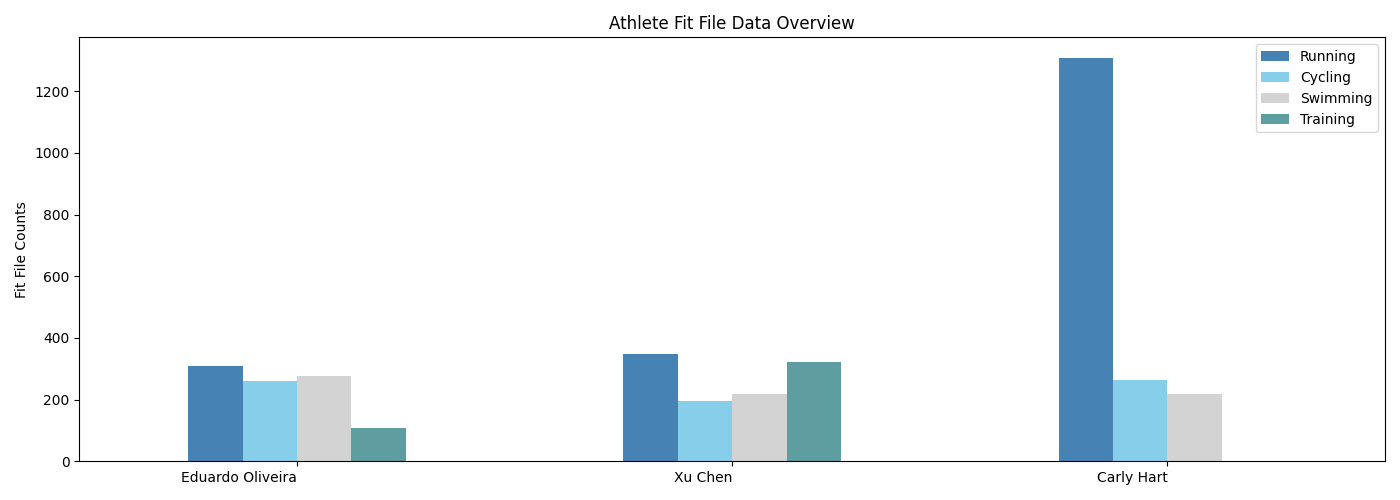 Athlete Fit File Data Overview
Running
Cycling
Swimming
Training
Fit File Counts
1200
1000
800
600
400
200
0
Eduardo Oliveira
Xu Chen
Carly Hart